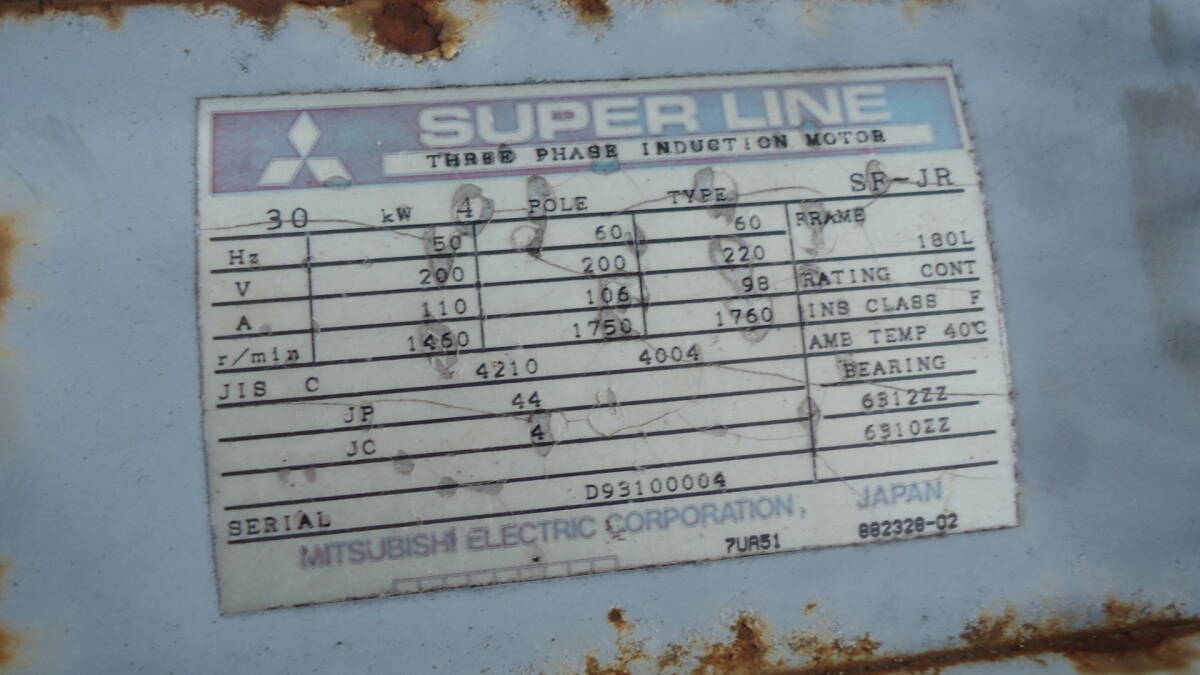 SUPER LINE
THREE PHASE INDUCTION MOTOR
30 kW 4 POLE TYPE SF-JR
Hz 50 60 60 FRAME
180L
V 200 200 220
RATING CONT
A 110 106 98
INS CLASS F
r/min 1460 1750 1760
AMB TEMP 40℃
JIS C 4210 4004
BEARING
JP 44
6312ZZ
JC 4
6310ZZ
SERIAL D93100004
MITSUBISHI ELECTRIC CORPORATION, JAPAN
7UA51 882328-02